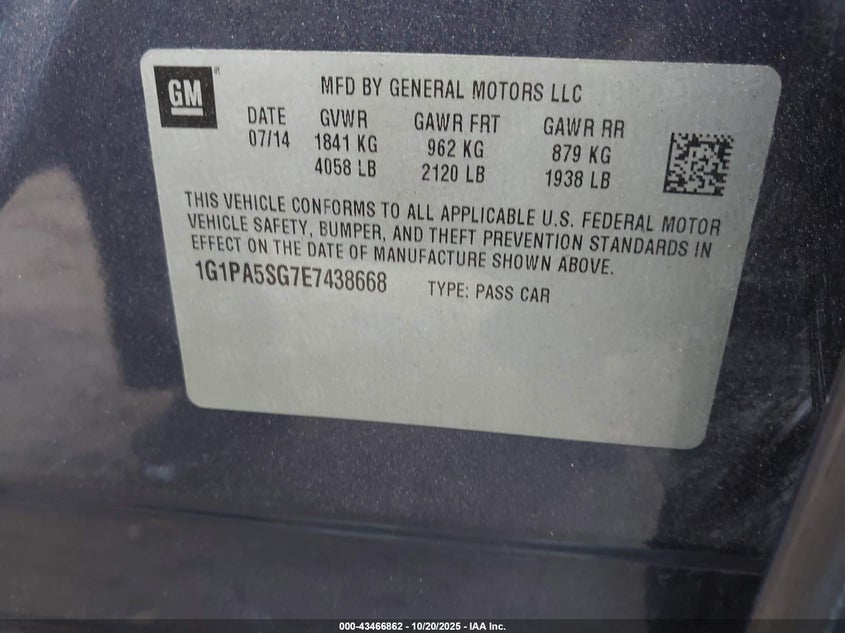 GM
MFD BY GENERAL MOTORS LLC
DATE GVWR GAWR FRT GAWR RR
07/14 1841 KG 962 KG 879 KG
4058 LB 2120 LB 1938 LB
THIS VEHICLE CONFORMS TO ALL APPLICABLE U.S. FEDERAL MOTOR
VEHICLE SAFETY, BUMPER, AND THEFT PREVENTION STANDARDS IN
EFFECT ON THE DATE OF MANUFACTURE SHOWN ABOVE.
1G1PA5SG7E7438668 TYPE: PASS CAR
000-43466862 - 10/20/2025 - IAA Inc.